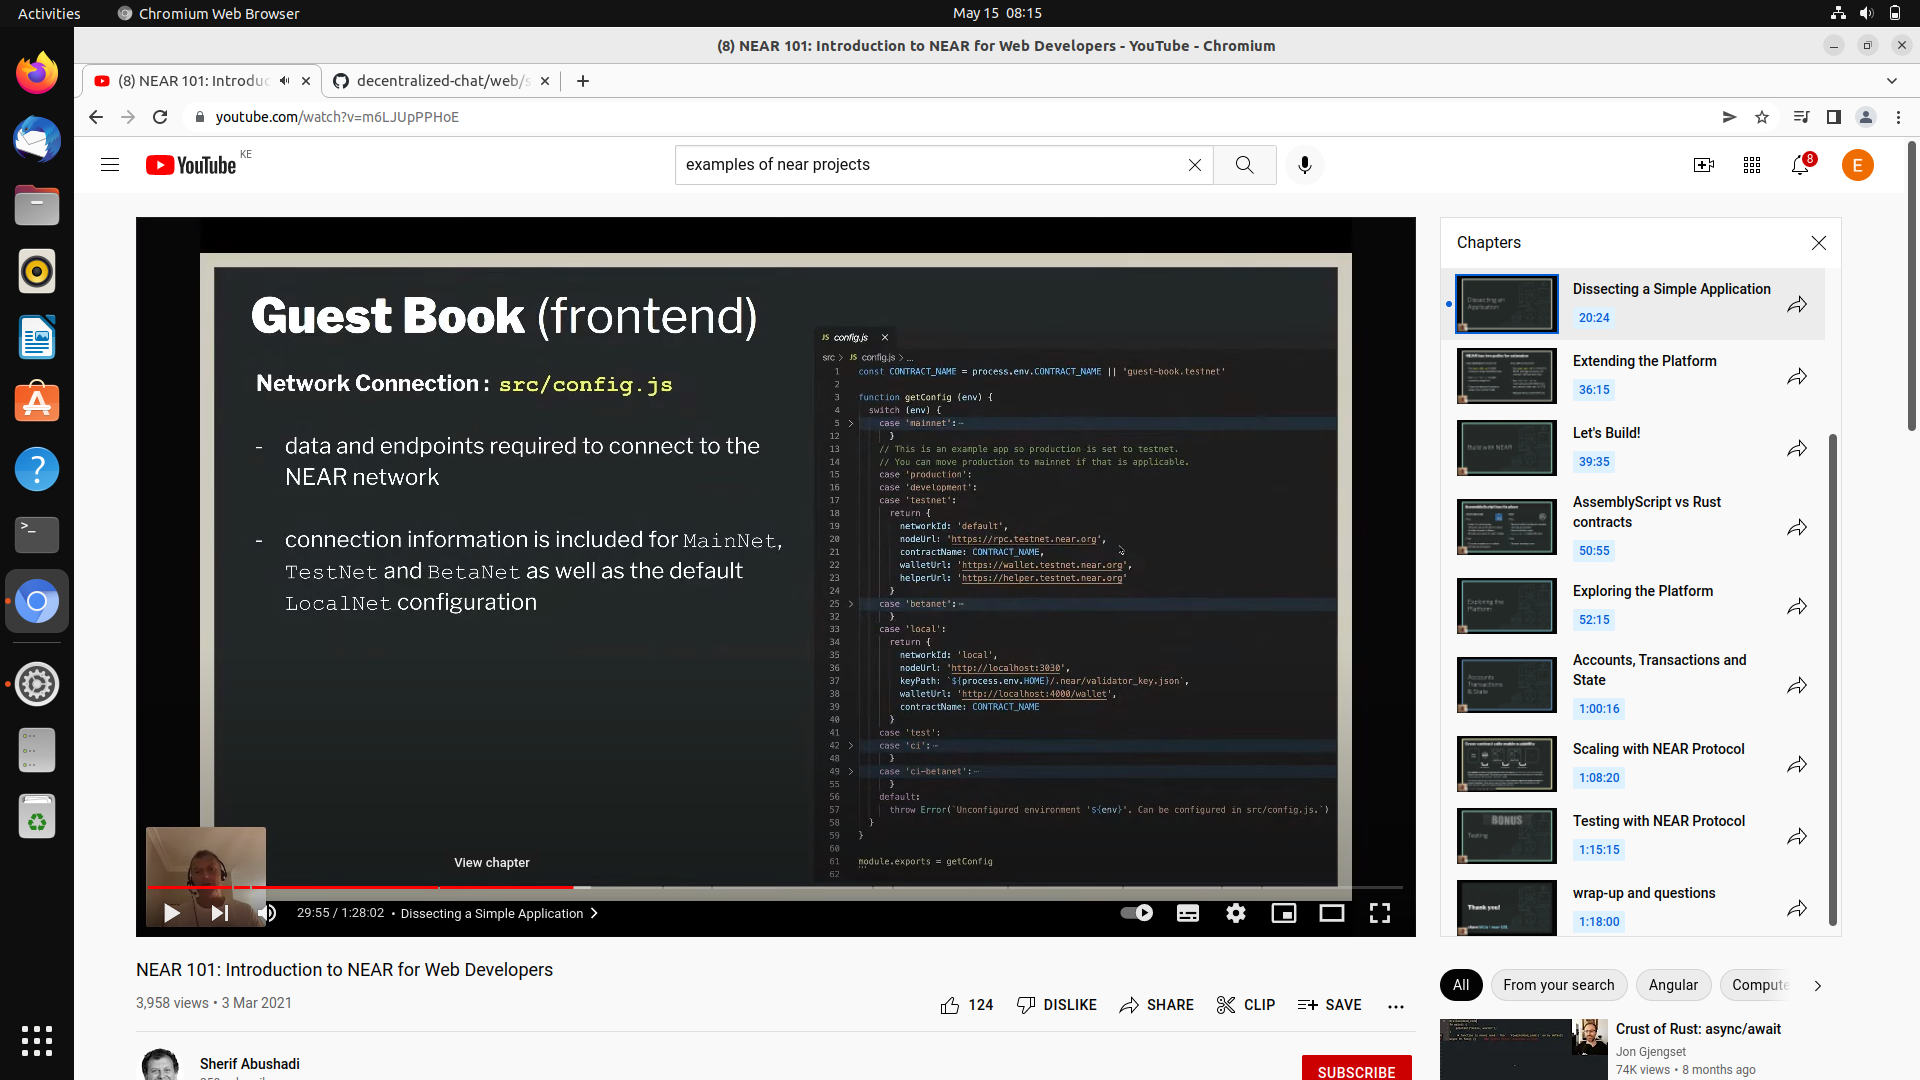 Activities
Chromium Web Browser
May 15 08:15
(8) NEAR 101: Introduction to NEAR for Web Developers - YouTube - Chromium
(8) NEAR 101: Introduc
decentralized-chat/web/s
youtube.com/watch?v=m6LJUpPPHoE
YouTube
KE
examples of near projects
8
E
Guest Book (frontend)
Network Connection: src/config.js
- data and endpoints required to connect to the
NEAR network
- connection information is included for MainNet,
TestNet and BetaNet as well as the default
LocalNet configuration
JS config.js
src > JS config.js > ...
1 const CONTRACT_NAME = process.env.CONTRACT_NAME || 'guest-book.testnet'
2
3 function getConfig (env) {
4 switch (env) {
5 > case 'mainnet':
12 }
13 // This is an example app so production is set to testnet.
14 // You can move production to mainnet if that is applicable.
15 case 'production':
16 case 'development':
17 case 'testnet':
18 return {
19 networkId: 'default',
20 nodeUrl: 'https://rpc.testnet.near.org',
21 contractName: CONTRACT_NAME,
22 walletUrl: 'https://wallet.testnet.near.org',
23 helperUrl: 'https://helper.testnet.near.org'
24 }
25 > case 'betanet':
32 }
33 case 'local':
34 return {
35 networkId: 'local',
36 nodeUrl: 'http://localhost:3030',
37 keyPath: `${process.env.HOME}/.near/validator_key.json`,
38 walletUrl: 'http://localhost:4000/wallet',
39 contractName: CONTRACT_NAME
40 }
41 case 'test':
42 > case 'ci':
48 }
49 > case 'ci-betanet':
55 }
56 default:
57 throw Error(`Unconfigured environment '${env}'. Can be configured in src/config.js.`)
58 }
59 }
60
61 module.exports = getConfig
62
View chapter
29:55 / 1:28:02 • Dissecting a Simple Application
Chapters
Dissecting a Simple Application
20:24
Extending the Platform
36:15
Let's Build!
39:35
AssemblyScript vs Rust
contracts
50:55
Exploring the Platform
52:15
Accounts, Transactions and
State
1:00:16
Scaling with NEAR Protocol
1:08:20
Testing with NEAR Protocol
1:15:15
wrap-up and questions
1:18:00
NEAR 101: Introduction to NEAR for Web Developers
3,958 views • 3 Mar 2021
124
DISLIKE
SHARE
CLIP
SAVE
Sherif Abushadi
SUBSCRIBE
All
From your search
Angular
Compute
Crust of Rust: async/await
Jon Gjengset
74K views • 8 months ago